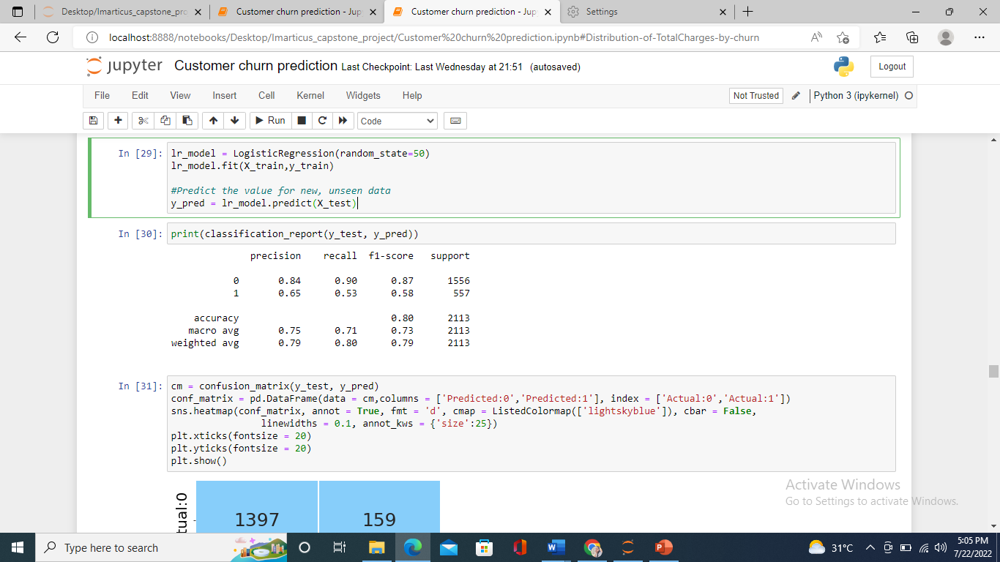 Desktop/Imarticus_capstone_pro
Customer churn prediction - Jup
Customer churn prediction - Jup
Settings
localhost:8888/notebooks/Desktop/Imarticus_capstone_project/Customer%20churn%20prediction.ipynb#Distribution-of-TotalCharges-by-churn
jupyter Customer churn prediction Last Checkpoint: Last Wednesday at 21:51 (autosaved)
Logout
File Edit View Insert Cell Kernel Widgets Help
Not Trusted
Python 3 (ipykernel)
Run
Code
In [29]: lr_model = LogisticRegression(random_state=50)
lr_model.fit(X_train,y_train)
#Predict the value for new, unseen data
y_pred = lr_model.predict(X_test)
In [30]: print(classification_report(y_test, y_pred))
precision recall f1-score support
0 0.84 0.90 0.87 1556
1 0.65 0.53 0.58 557
accuracy 0.80 2113
macro avg 0.75 0.71 0.73 2113
weighted avg 0.79 0.80 0.79 2113
In [31]: cm = confusion_matrix(y_test, y_pred)
conf_matrix = pd.DataFrame(data = cm,columns = ['Predicted:0','Predicted:1'], index = ['Actual:0','Actual:1'])
sns.heatmap(conf_matrix, annot = True, fmt = 'd', cmap = ListedColormap(['lightskyblue']), cbar = False,
linewidths = 0.1, annot_kws = {'size':25})
plt.xticks(fontsize = 20)
plt.yticks(fontsize = 20)
plt.show()
tual:0
1397 159
Activate Windows
Go to Settings to activate Windows.
Type here to search
31°C
5:05 PM
7/22/2022